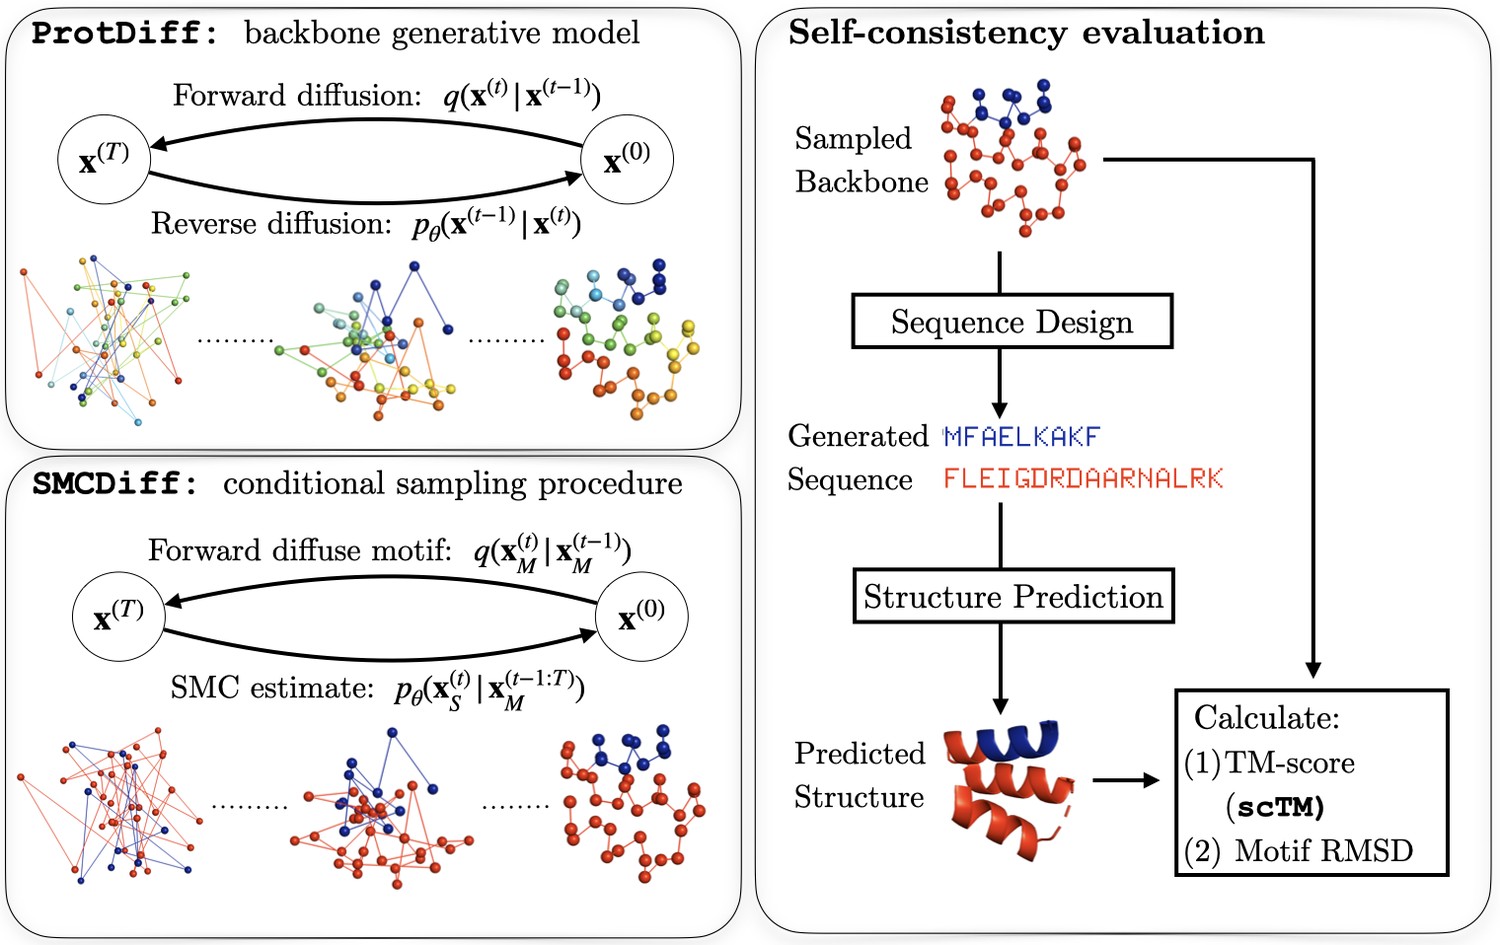 ProtDiff: backbone generative model
Forward diffusion: q(x^(t) | x^(t−1))
x^(T)
x^(0)
Reverse diffusion: p_θ(x^(t−1) | x^(t))
SMCDiff: conditional sampling procedure
Forward diffuse motif: q(x_M^(t) | x_M^(t−1))
x^(T)
x^(0)
SMC estimate: p_θ(x_S^(t) | x_M^(t−1:T))
Self-consistency evaluation
Sampled
Backbone
Sequence Design
Generated MFAELKAKF
Sequence FLEIGDRDAARNALRK
Structure Prediction
Predicted
Structure
Calculate:
(1) TM-score
(scTM)
(2) Motif RMSD